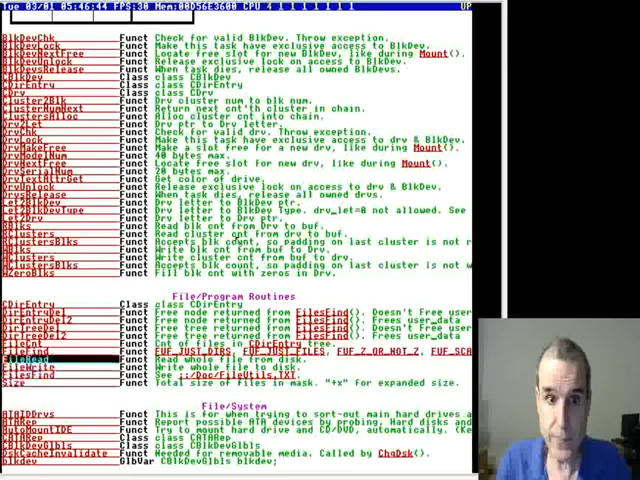 Tue 03/01 05:46:44 FPS:30 Mem:00D56E3600 CPU 4 1 1 1 1 1 1 1 UP
BlkDevChk Funct Check for valid BlkDev. Throw exception.
BlkDevLock Funct Make this task have exclusive access to BlkDev.
BlkDevNextFree Funct Locate free slot for new BlkDev, like during Mount().
BlkDevUnlock Funct Release exclusive lock on access to BlkDev.
BlkDevsRelease Funct When task dies, release all owned BlkDevs.
CBlkDev Class class CBlkDev
CDirEntry Class class CDirEntry
CDrv Class class CDrv
Cluster2Blk Funct Drv cluster num to blk num.
ClusterNumNext Funct Return next cnt'th cluster in chain.
ClustersAlloc Funct Alloc cluster cnt into chain.
Drv2Let Funct Drv ptr to Drv letter.
DrvChk Funct Check for valid drv. Throw exception.
DrvLock Funct Make this task have exclusive access to drv & BlkDev.
DrvMakeFree Funct Make a slot free for a new drv, like during Mount().
DrvModelNum Funct 40 bytes max.
DrvNextFree Funct Locate free slot for new drv, like during Mount().
DrvSerialNum Funct 20 bytes max.
DrvTextAttrGet Funct Get color of drive.
DrvUnlock Funct Release exclusive lock on access to drv & BlkDev.
DrvsRelease Funct When task dies, release all owned drvs.
Let2BlkDev Funct Drv letter to BlkDev ptr.
Let2BlkDevType Funct Drv letter to BlkDev Type. drv_let=0 not allowed. See
Let2Drv Funct Drv letter to Drv ptr.
RBlks Funct Read blk cnt from Drv to buf.
RClusters Funct Read cluster cnt from drv to buf.
RClustersBlks Funct Accepts blk count, so padding on last cluster is not r
WBlks Funct Write blk cnt from buf to Drv.
WClusters Funct Write cluster cnt from buf to drv.
WClustersBlks Funct Accepts blk count, so padding on last cluster is not w
WZeroBlks Funct Fill blk cnt with zeros in Drv.
File/Program Routines
CDirEntry Class class CDirEntry
DirEntryDel Funct Free node returned from FilesFind(). Doesn't Free user
DirEntryDel2 Funct Free node returned from FilesFind(). Frees user_data
DirTreeDel Funct Free tree returned from FilesFind(). Doesn't Free user
DirTreeDel2 Funct Free tree returned from FilesFind(). Frees user_data
FileCnt Funct Cnt of files in CDirEntry tree.
FileFind Funct FUF_JUST_DIRS, FUF_JUST_FILES, FUF_Z_OR_NOT_Z, FUF_SCA
FileRead Funct Read whole file from disk.
FileWrite Funct Write whole file to disk.
FilesFind Funct See ::/Doc/FileUtils.TXT.
Size Funct Total size of files in mask. "+x" for expanded size.
File/System
ATAIDDrvs Funct This is for when trying to sort-out main hard drives a
ATARep Funct Report possible ATA devices by probing. Hard disks and
AutoMountIDE Funct Try to mount hard drive and CD/DVD, automatically. (Ke
CATARep Class class CATARep
CBlkDevGlbls Class class CBlkDevGlbls
DskCacheInvalidate Funct Needed for removable media. Called by ChgDsk().
blkdev GlbVar CBlkDevGlbls blkdev;